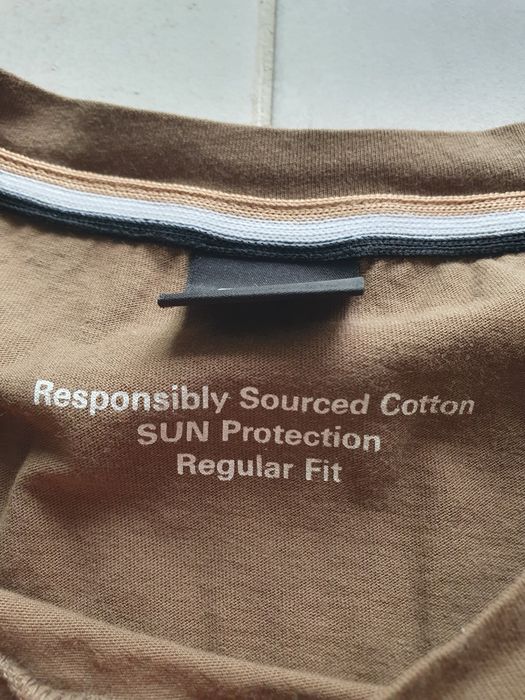 Responsibly Sourced Cotton
SUN Protection
Regular Fit